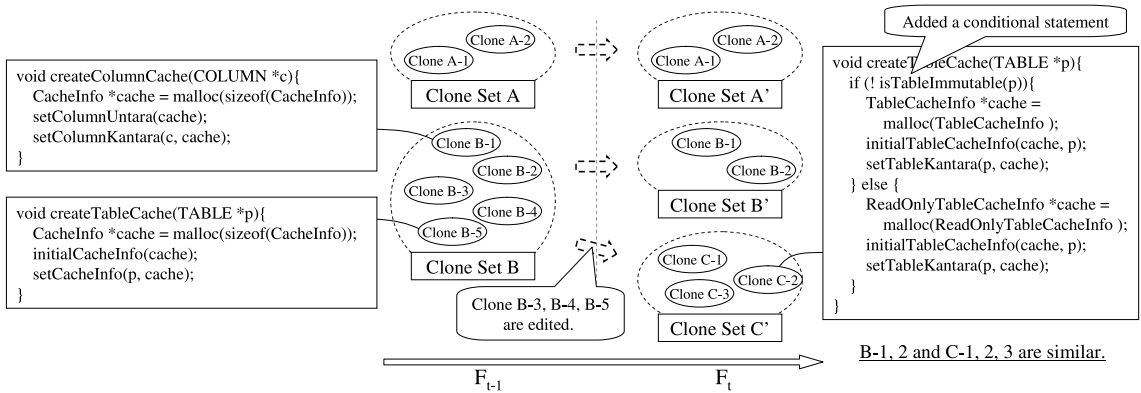 void createColumnCache(COLUMN *c){
CacheInfo *cache = malloc(sizeof(CacheInfo));
setColumnUntara(cache);
setColumnKantara(c, cache);
}
void createTableCache(TABLE *p){
CacheInfo *cache = malloc(sizeof(CacheInfo));
initialCacheInfo(cache);
setCacheInfo(p, cache);
}
Clone A-2
Clone A-1
Clone Set A
Clone B-1
Clone B-2
Clone B-3
Clone B-4
Clone B-5
Clone Set B
Clone B-3, B-4, B-5
are edited.
Clone A-2
Clone A-1
Clone Set A’
Clone B-1
Clone B-2
Clone Set B’
Clone C-1
Clone C-2
Clone C-3
Clone Set C’
Added a conditional statement
void createTableCache(TABLE *p){
if (! isTableImmutable(p)){
TableCacheInfo *cache =
malloc(TableCacheInfo );
initialTableCacheInfo(cache, p);
setTableKantara(p, cache);
} else {
ReadOnlyTableCacheInfo *cache =
malloc(ReadOnlyTableCacheInfo );
initialTableCacheInfo(cache, p);
setTableKantara(p, cache);
}
}
B-1, 2 and C-1, 2, 3 are similar.
Ft-1
Ft